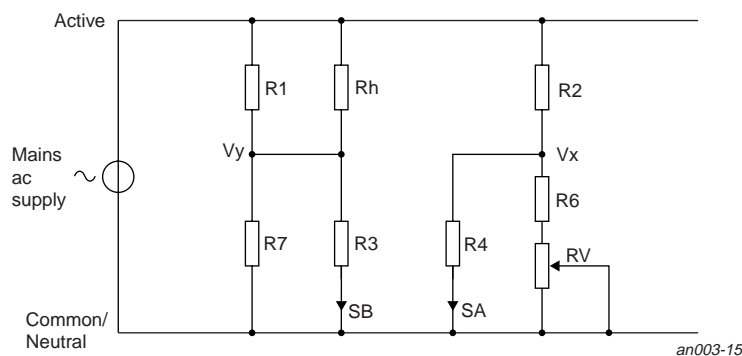 Active
R1
Rh
R2
Vy
Vx
Mains
ac
supply
R6
R7
R3
R4
RV
SB
SA
Common/
Neutral
an003-15